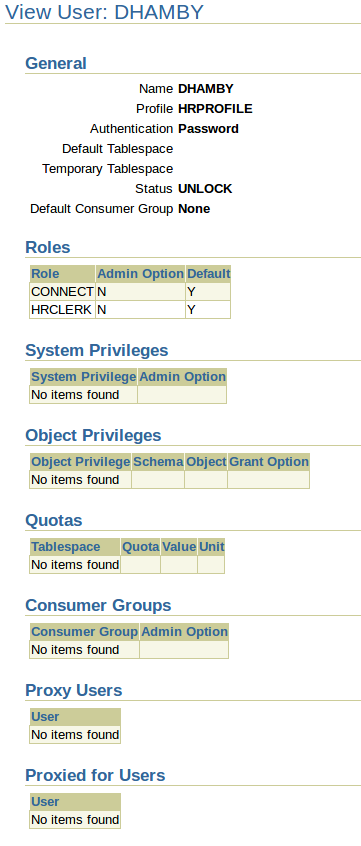 View User: DHAMBY
General
Name DHAMBY
Profile HRPROFILE
Authentication Password
Default Tablespace
Temporary Tablespace
Status UNLOCK
Default Consumer Group None
Roles
Role Admin Option Default
CONNECT N Y
HRCLERK N Y
System Privileges
System Privilege Admin Option
No items found
Object Privileges
Object Privilege Schema Object Grant Option
No items found
Quotas
Tablespace Quota Value Unit
No items found
Consumer Groups
Consumer Group Admin Option
No items found
Proxy Users
User
No items found
Proxied for Users
User
No items found